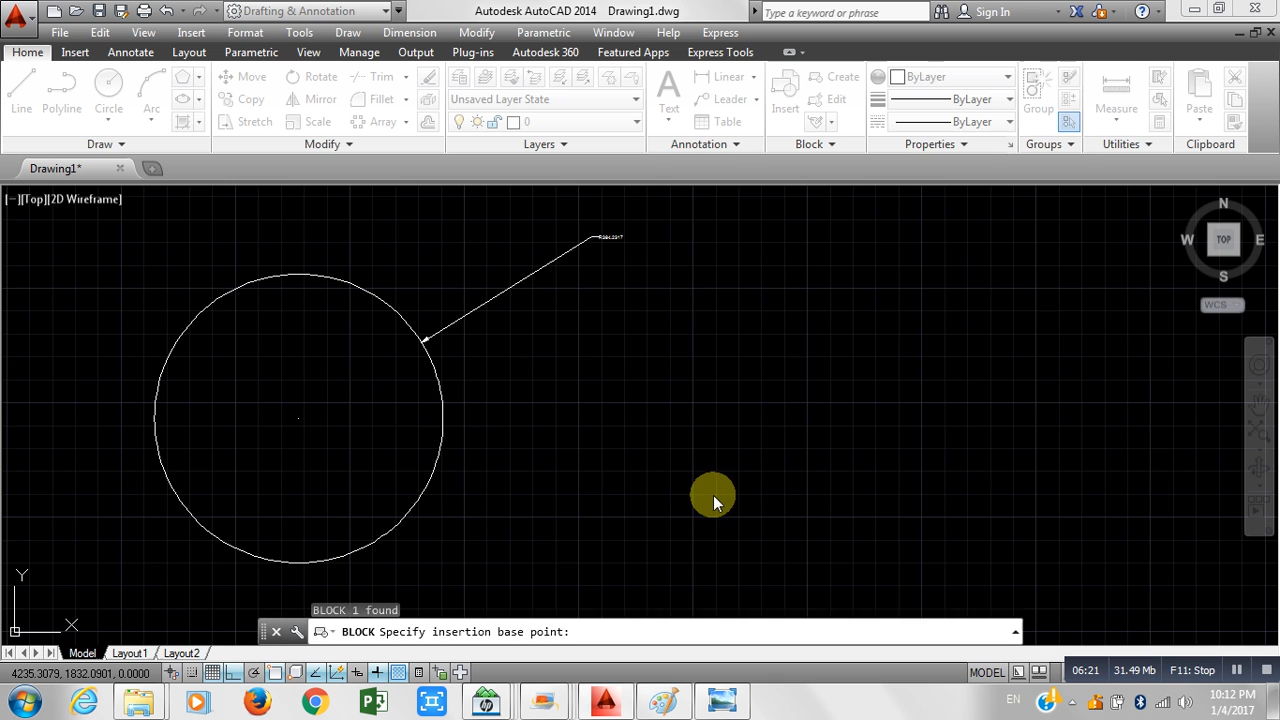 Drafting & Annotation
Autodesk AutoCAD 2014 Drawing1.dwg
Type a keyword or phrase
Sign In
File Edit View Insert Format Tools Draw Dimension Modify Parametric Window Help Express
Home Insert Annotate Layout Parametric View Manage Output Plug-ins Autodesk 360 Featured Apps Express Tools
Line Polyline Circle Arc
Move Rotate Trim
Copy Mirror Fillet
Stretch Scale Array
Unsaved Layer State
0
Text
Linear
Leader
Table
Insert
Create
Edit
ByLayer
ByLayer
ByLayer
Group
Measure
Paste
Draw Modify Layers Annotation Block Properties Groups Utilities Clipboard
Drawing1*
[−][Top][2D Wireframe]
N
W TOP E
S
WCS
Y
X
BLOCK 1 found
BLOCK Specify insertion base point:
Model Layout1 Layout2
4235.3079, 1832.0901, 0.0000
MODEL
06:21 31.49 Mb F11: Stop
EN
10:12 PM
1/4/2017